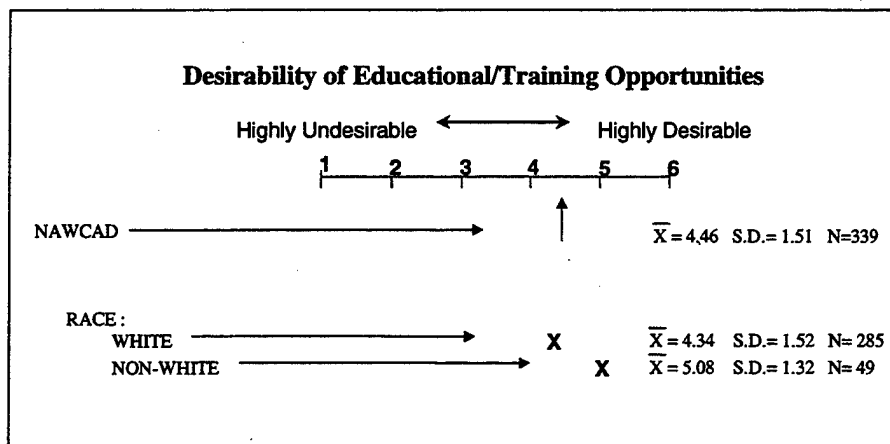 Desirability of Educational/Training Opportunities
Highly Undesirable Highly Desirable
1 2 3 4 5 6
NAWCAD X̄ = 4.46 S.D.= 1.51 N=339
RACE :
WHITE X X̄ = 4.34 S.D.= 1.52 N= 285
NON-WHITE X X̄ = 5.08 S.D.= 1.32 N= 49